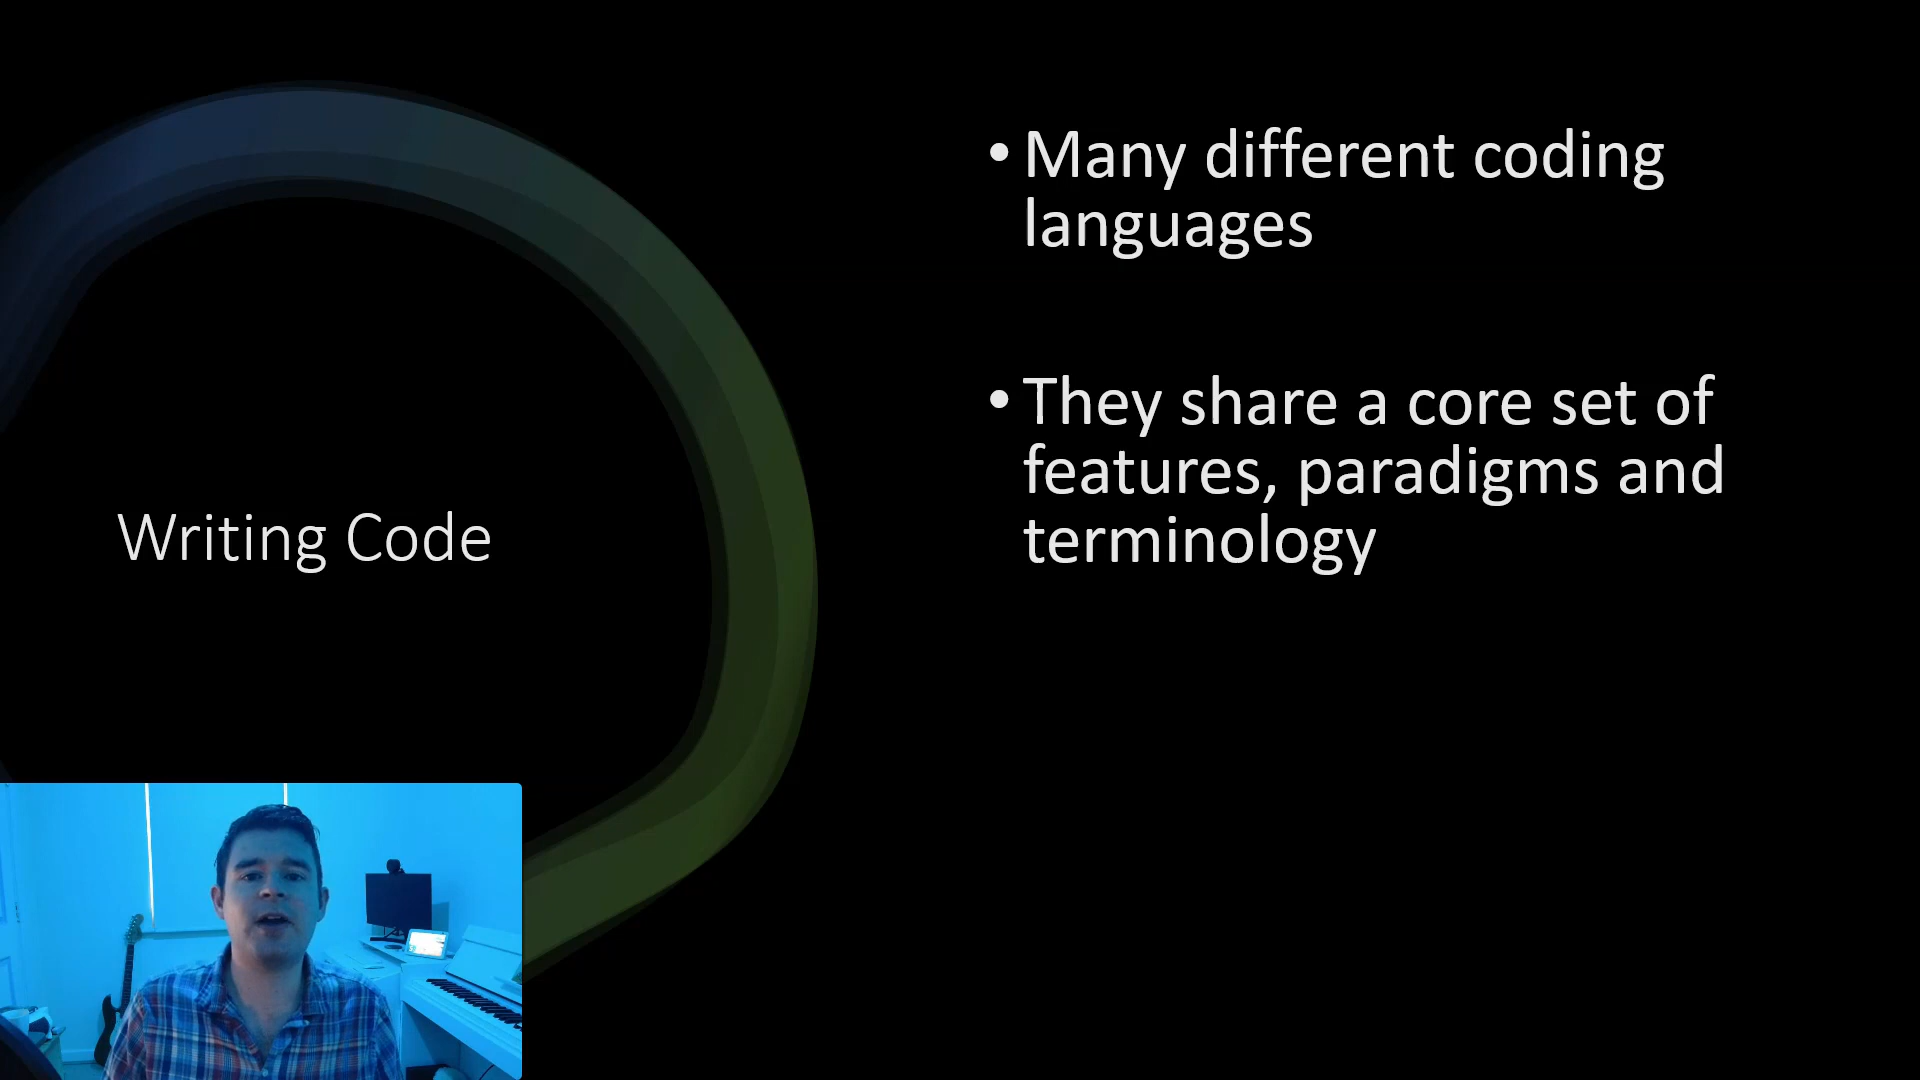 Writing Code
• Many different coding
languages
• They share a core set of
features, paradigms and
terminology